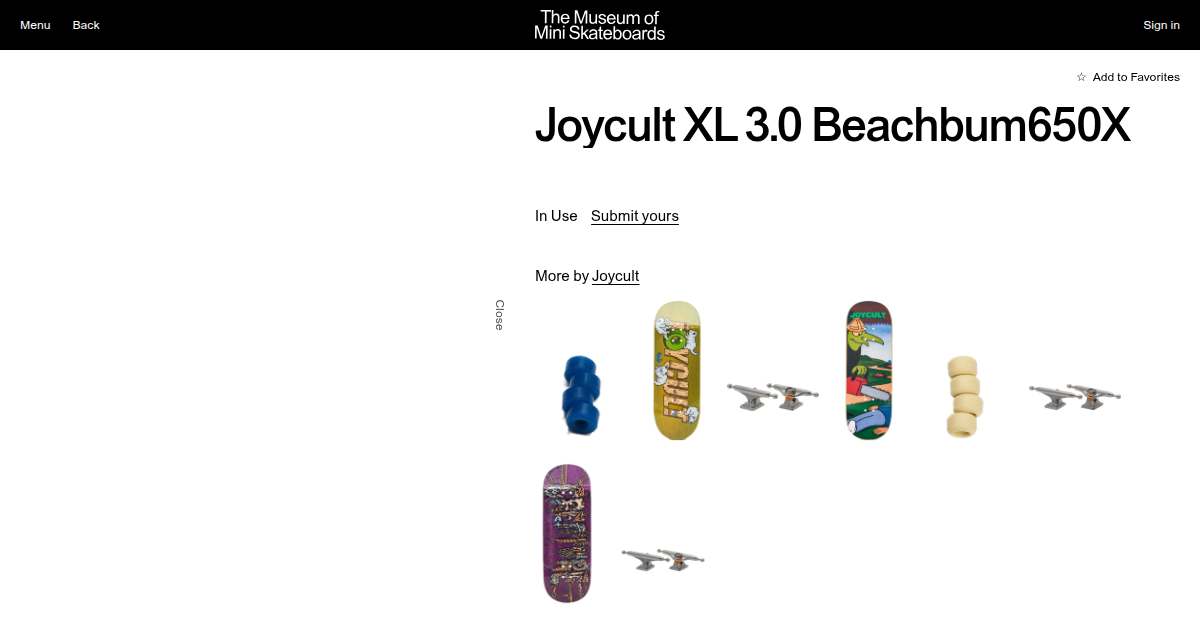 Menu
Back
The Museum of
Mini Skateboards
Sign in
☆ Add to Favorites
Joycult XL 3.0 Beachbum650X
In Use
Submit yours
More by Joycult
Close
JOYCULT